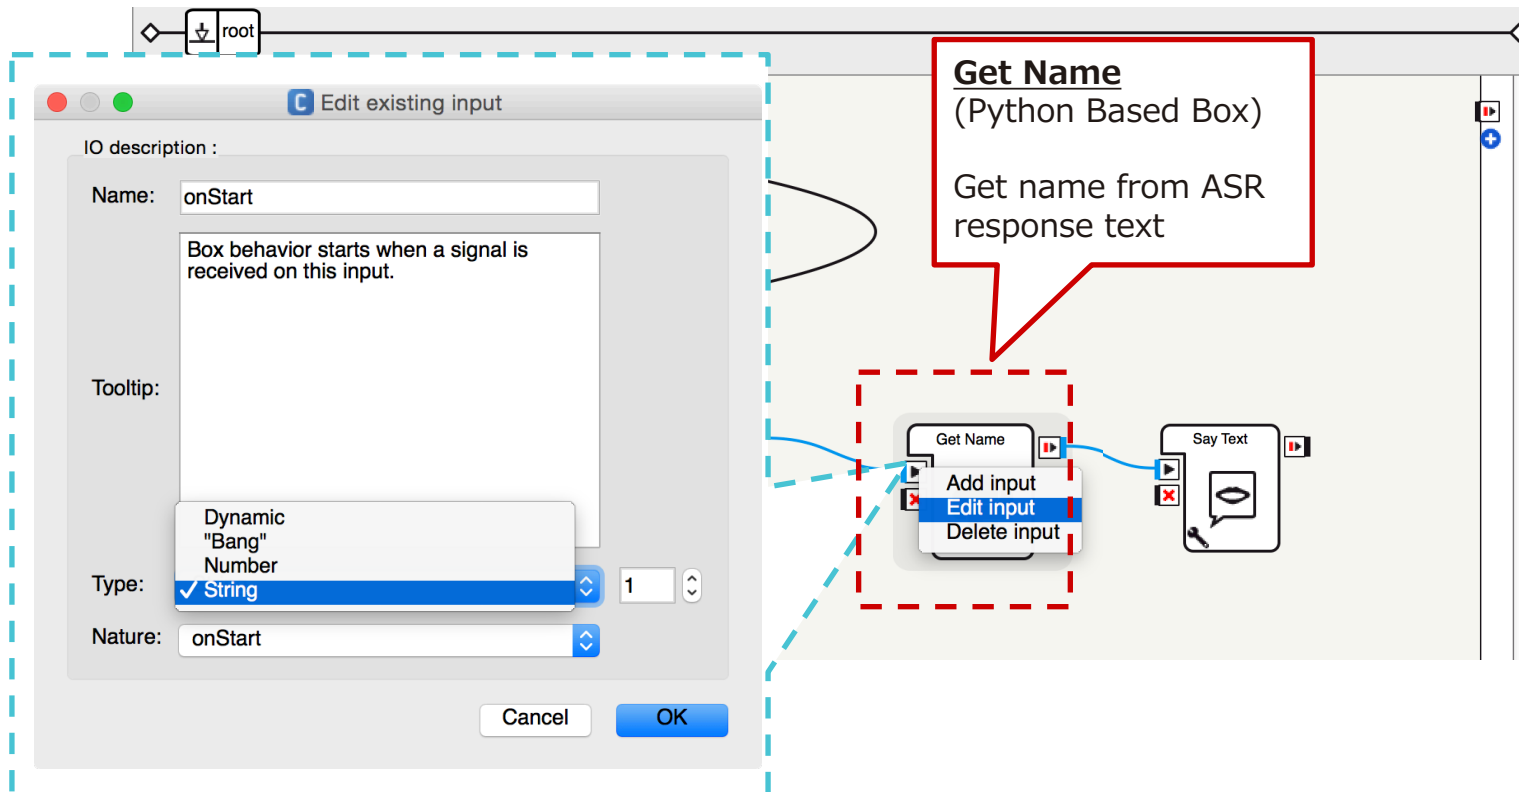 root
Edit existing input
IO description :
Name:
onStart
Box behavior starts when a signal is
received on this input.
Tooltip:
Dynamic
"Bang"
Number
Type:
✓ String
1
Nature:
onStart
Cancel
OK
Get Name
(Python Based Box)
Get name from ASR
response text
Get Name
Add input
Edit input
Delete input
Say Text